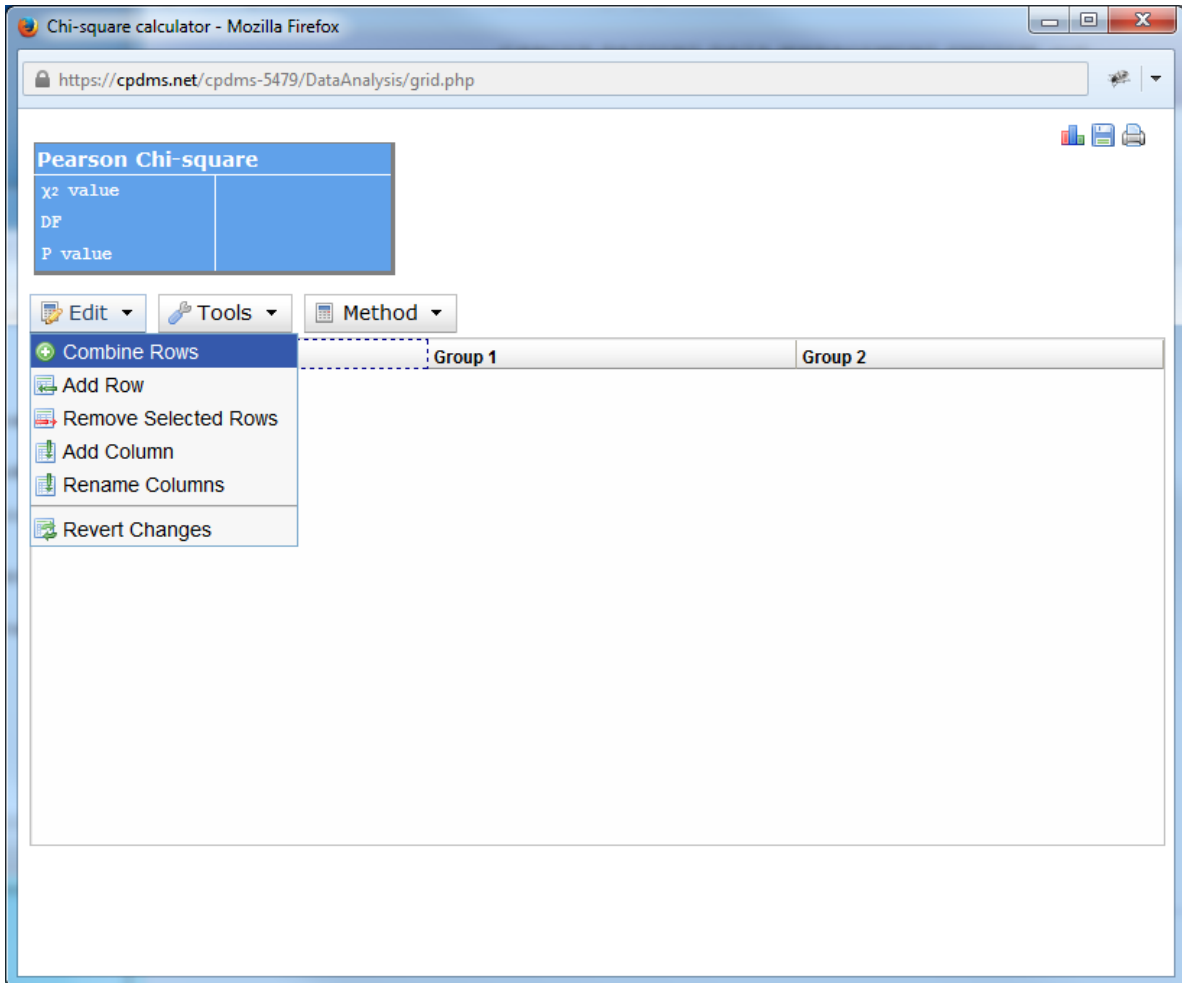 Chi-square calculator - Mozilla Firefox
https://cpdms.net/cpdms-5479/DataAnalysis/grid.php
Pearson Chi-square
χ2 value
DF
P value
Edit Tools Method
Combine Rows
Group 1 Group 2
Add Row
Remove Selected Rows
Add Column
Rename Columns
Revert Changes